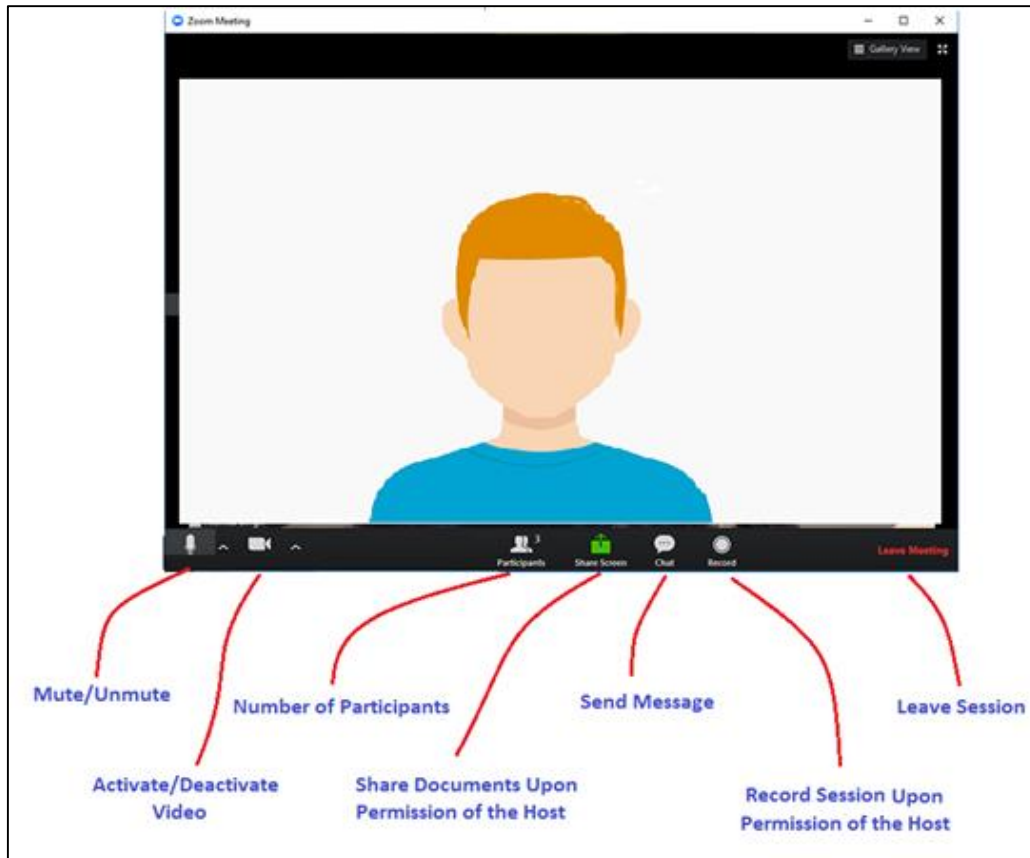 Zoom Meeting
Gallery View
3
Participants
Share Screen
Chat
Record
Leave Meeting
Mute/Unmute
Number of Participants
Send Message
Leave Session
Activate/Deactivate
Video
Share Documents Upon
Permission of the Host
Record Session Upon
Permission of the Host